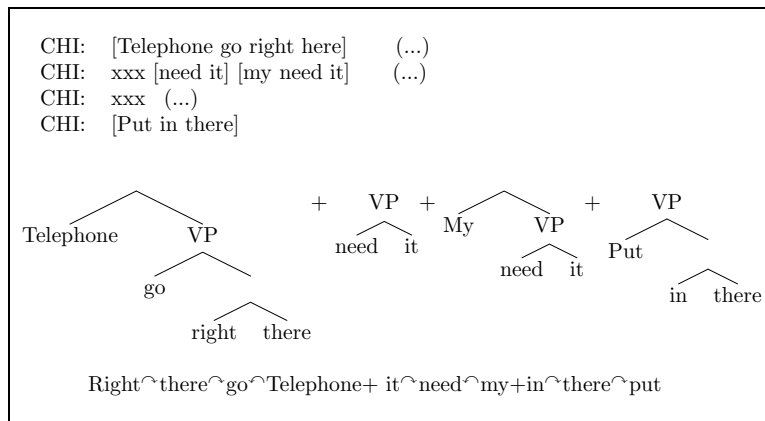 CHI: [Telephone go right here] (...)
CHI: xxx [need it] [my need it] (...)
CHI: xxx (...)
CHI: [Put in there]
+ VP + + VP
Telephone VP My VP Put
need it
go need it in there
right there
Right↷there↷go↶Telephone+ it↷need↶my+in↷there↷put